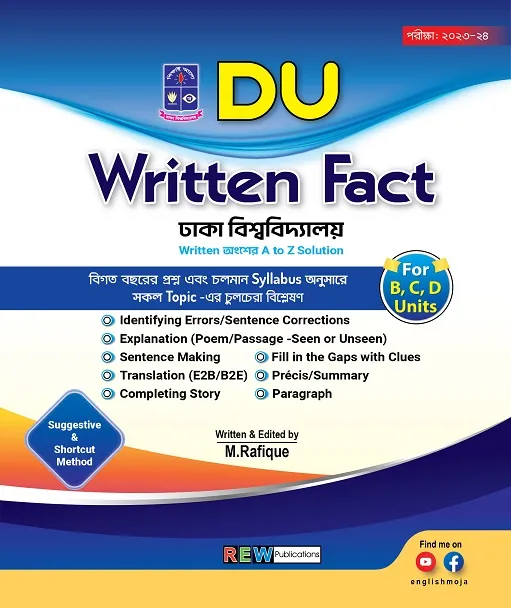 পরীক্ষা: ২০২৩-২৪
DU
Written Fact
ঢাকা বিশ্ববিদ্যালয়
Written অংশের A to Z Solution
বিগত বছরের প্রশ্ন এবং চলমান Syllabus অনুসারে
সকল Topic -এর চুলচেরা বিশ্লেষণ
For
B, C, D
Units
Identifying Errors/Sentence Corrections
Explanation (Poem/Passage -Seen or Unseen)
Sentence Making
Fill in the Gaps with Clues
Translation (E2B/B2E)
Précis/Summary
Completing Story
Paragraph
Suggestive
&
Shortcut
Method
Written & Edited by
M.Rafique
REW Publications
Find me on
englishmoja